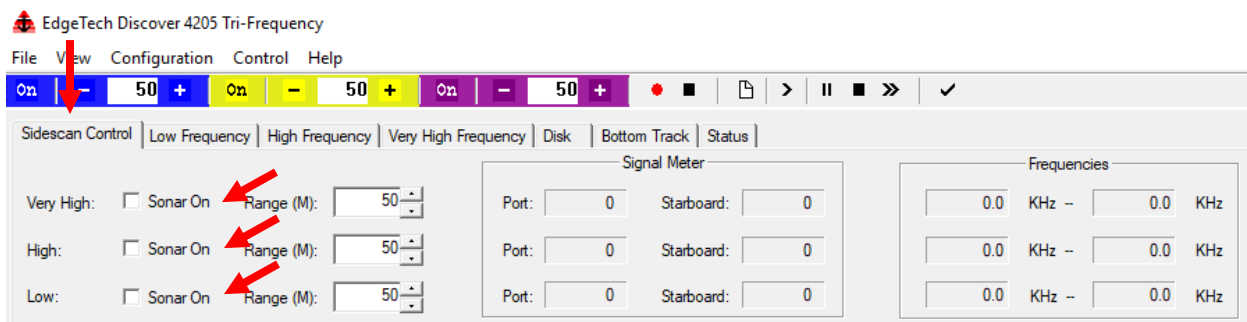 EdgeTech Discover 4205 Tri-Frequency
File View Configuration Control Help
On − 50 + On − 50 + On − 50 +
Sidescan Control Low Frequency High Frequency Very High Frequency Disk Bottom Track Status
Signal Meter Frequencies
Very High: Sonar On Range (M): 50 Port: 0 Starboard: 0 0.0 KHz -- 0.0 KHz
High: Sonar On Range (M): 50 Port: 0 Starboard: 0 0.0 KHz -- 0.0 KHz
Low: Sonar On Range (M): 50 Port: 0 Starboard: 0 0.0 KHz -- 0.0 KHz